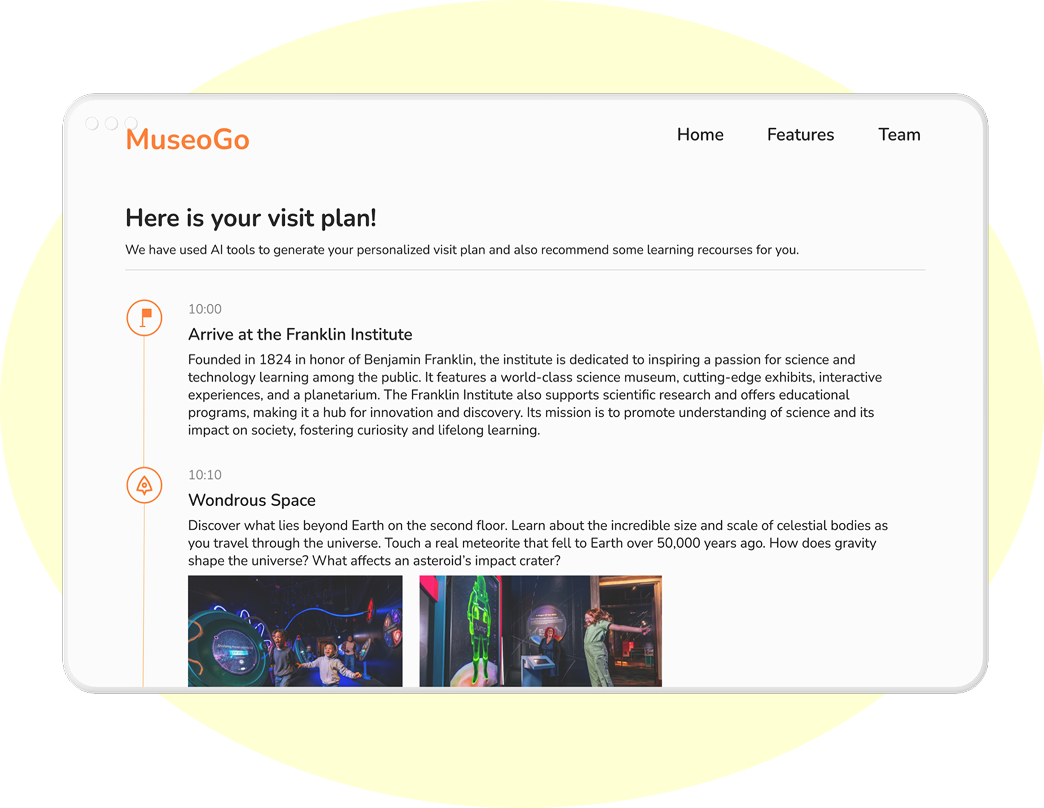 MuseoGo
Home
Features
Team
Here is your visit plan!
We have used AI tools to generate your personalized visit plan and also recommend some learning recourses for you.
10:00
Arrive at the Franklin Institute
Founded in 1824 in honor of Benjamin Franklin, the institute is dedicated to inspiring a passion for science and
technology learning among the public. It features a world-class science museum, cutting-edge exhibits, interactive
experiences, and a planetarium. The Franklin Institute also supports scientific research and offers educational
programs, making it a hub for innovation and discovery. Its mission is to promote understanding of science and its
impact on society, fostering curiosity and lifelong learning.
10:10
Wondrous Space
Discover what lies beyond Earth on the second floor. Learn about the incredible size and scale of celestial bodies as
you travel through the universe. Touch a real meteorite that fell to Earth over 50,000 years ago. How does gravity
shape the universe? What affects an asteroid’s impact crater?